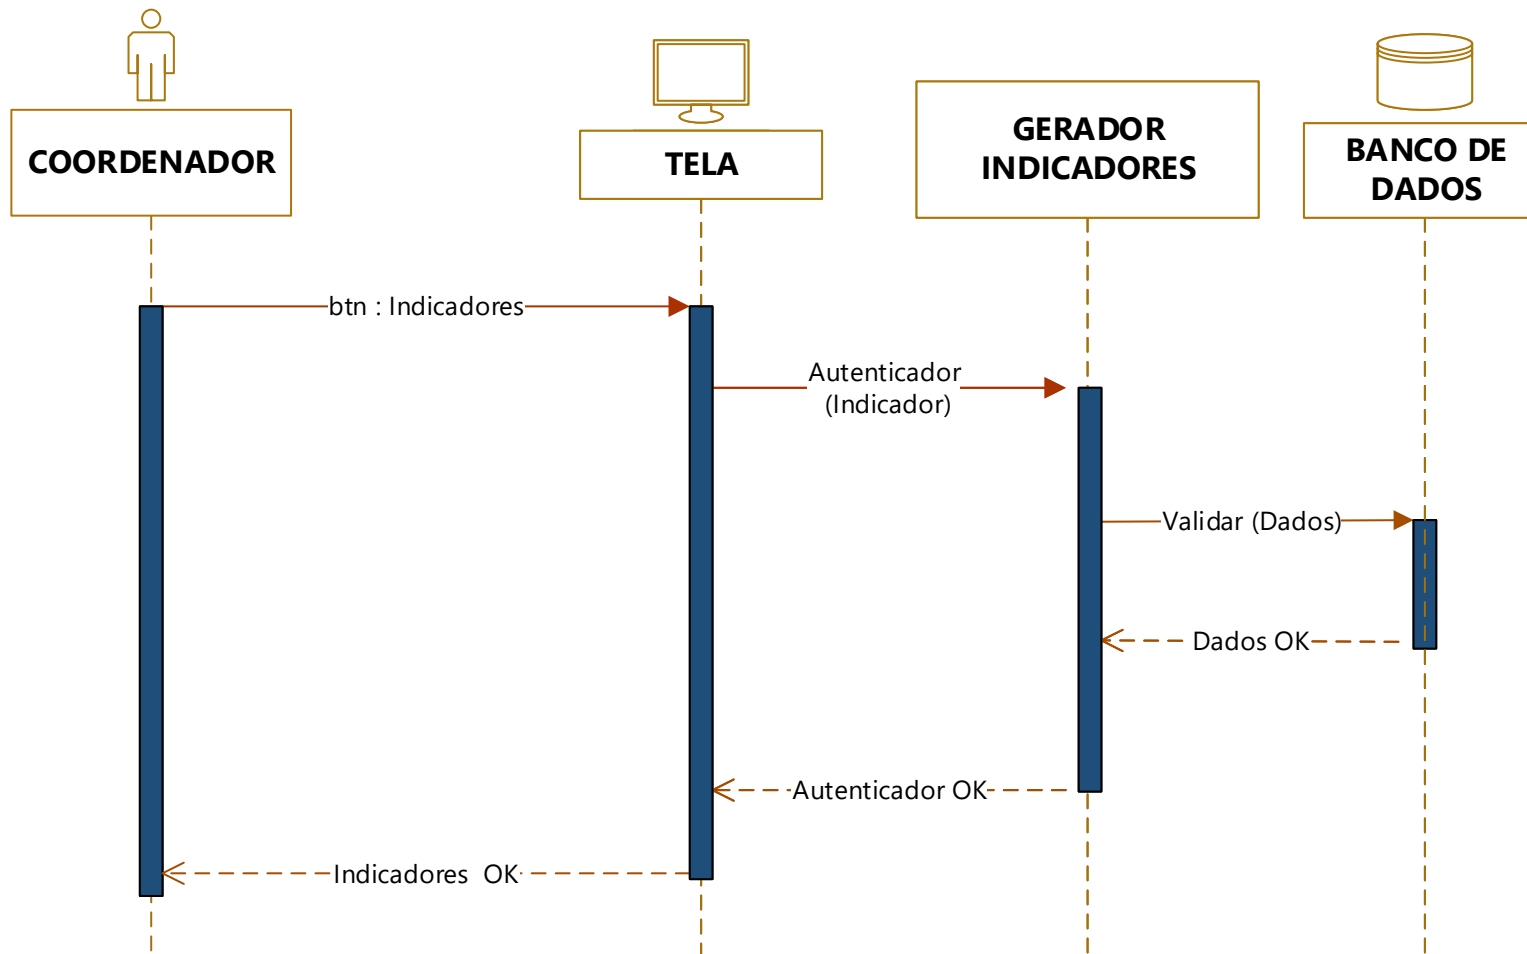 COORDENADOR
TELA
GERADOR
INDICADORES
BANCO DE
DADOS
btn : Indicadores
Autenticador
(Indicador)
Validar (Dados)
Dados OK
Autenticador OK
Indicadores  OK